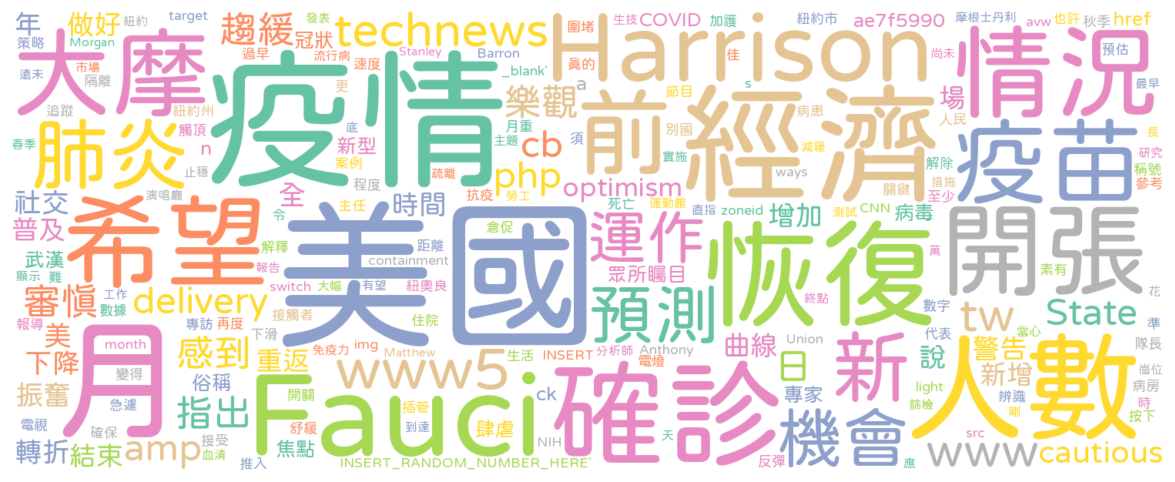 年 做好 紐約 target 趨緩 發表 technews Harrison 圍堵 生技 COVID 加護 紐約市 ae7f5990 摩根士丹利 avw 也許 秋季 href
策略 Morgan 過早 冠狀 流行病 Stanley Barron 真的 佳 尚未 預估
遠未 市場 大摩 速度 _blank' 情況 最早
隔離 疫情 更 樂觀 a 節目 s 病患 場
追蹤 紐約州 底 月重 前 經濟 人民
肺炎 觸頂 新型 主題 cb 須 別國 減緩 疫苗 長
春季 n 案例 實施 解除 研究
止穩 程度 疏離 php ways 關鍵 措施 稱號
社交 演唱廳 全 抗疫 勞工 optimism 至少 參考
普及 希望 令 主任 時間 死亡 運動館 直指 zoneid 增加 測試 CNN 病毒
武漢 解釋 美國 距離 倉促 運作 恢復 萬 開張
顯示 難 報告 containment 眾所矚目 素有
審慎 工作 switch 大幅 有望 紐奧良 預測 終點 花
報導 數據 delivery 接觸者 數字 tw State 準
美 月 專訪 再度 下滑 住院 曲線 Union 代表 當心 隊長
下降 month 感到 重返 免疫力 img Matthew 生活 INSERT 分析師 Anthony 電燈 日 新 說 警告 人數
振奮 變得 俗稱 www5 確診 專家 light 新增 辨識 崗位
急遽 開關 Fauci 插管 ck 篩檢 剛 病房
電視 指出 舒緩 到達 肆虐 NIH 機會 時 按下
轉折 結束 確保 amp 接受 血清 焦點 天 src
推入 INSERT_RANDOM_NUMBER_HERE' 反彈 應 www cautious